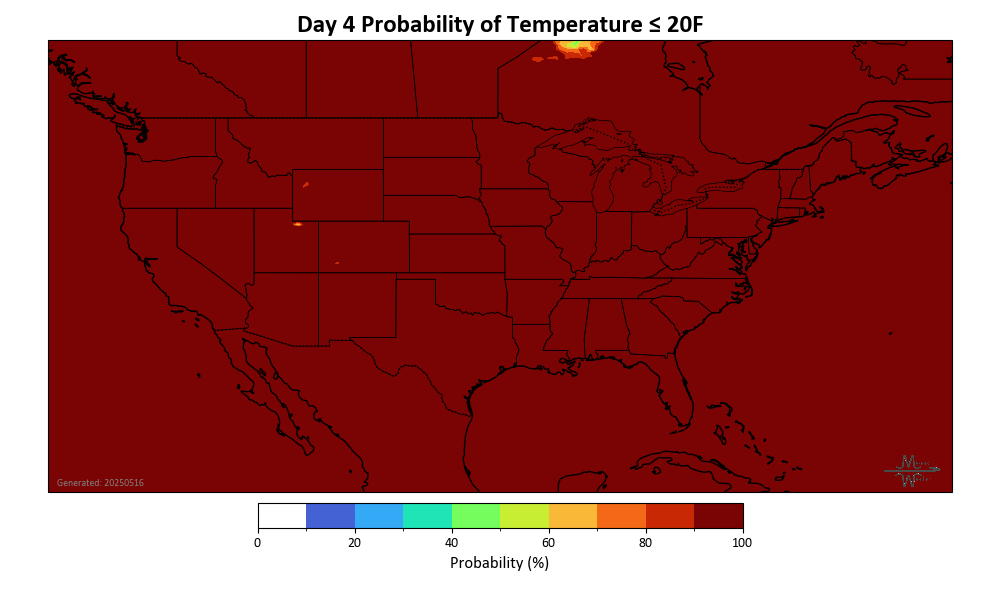 Day 4 Probability of Temperature ≤ 20F
Generated: 20250516
0 20 40 60 80 100
Probability (%)